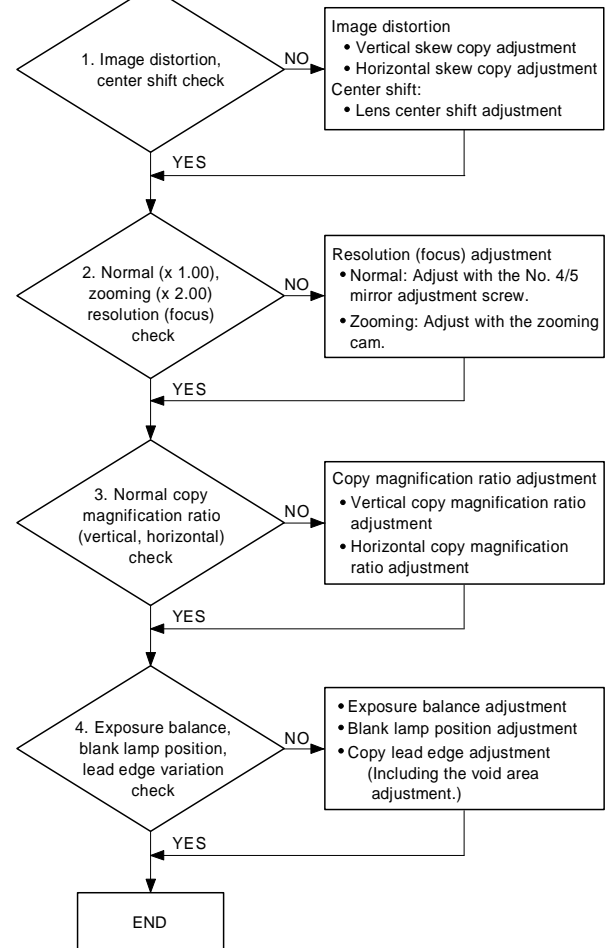 1. Image distortion,
center shift check
NO
Image distortion
• Vertical skew copy adjustment
• Horizontal skew copy adjustment
Center shift:
• Lens center shift adjustment
YES
2. Normal (x 1.00),
zooming (x 2.00)
resolution (focus)
check
NO
Resolution (focus) adjustment
• Normal: Adjust with the No. 4/5
mirror adjustment screw.
• Zooming: Adjust with the zooming
cam.
YES
3. Normal copy
magnification ratio
(vertical, horizontal)
check
NO
Copy magnification ratio adjustment
• Vertical copy magnification ratio
adjustment
• Horizontal copy magnification
ratio adjustment
YES
4. Exposure balance,
blank lamp position,
lead edge variation
check
NO
• Exposure balance adjustment
• Blank lamp position adjustment
• Copy lead edge adjustment
(Including the void area
adjustment.)
YES
END